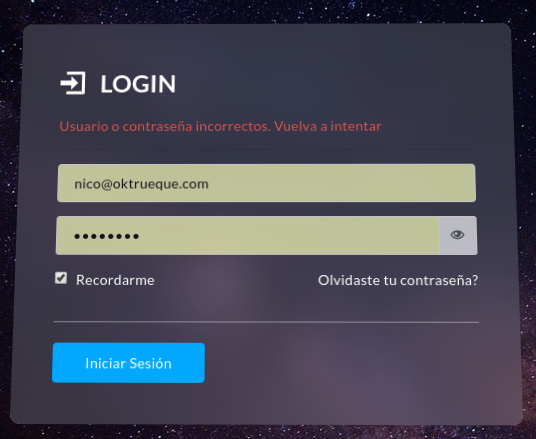 LOGIN
Usuario o contraseña incorrectos. Vuelva a intentar
nico@oktrueque.com
••••••••
Recordarme
Olvidaste tu contraseña?
Iniciar Sesión